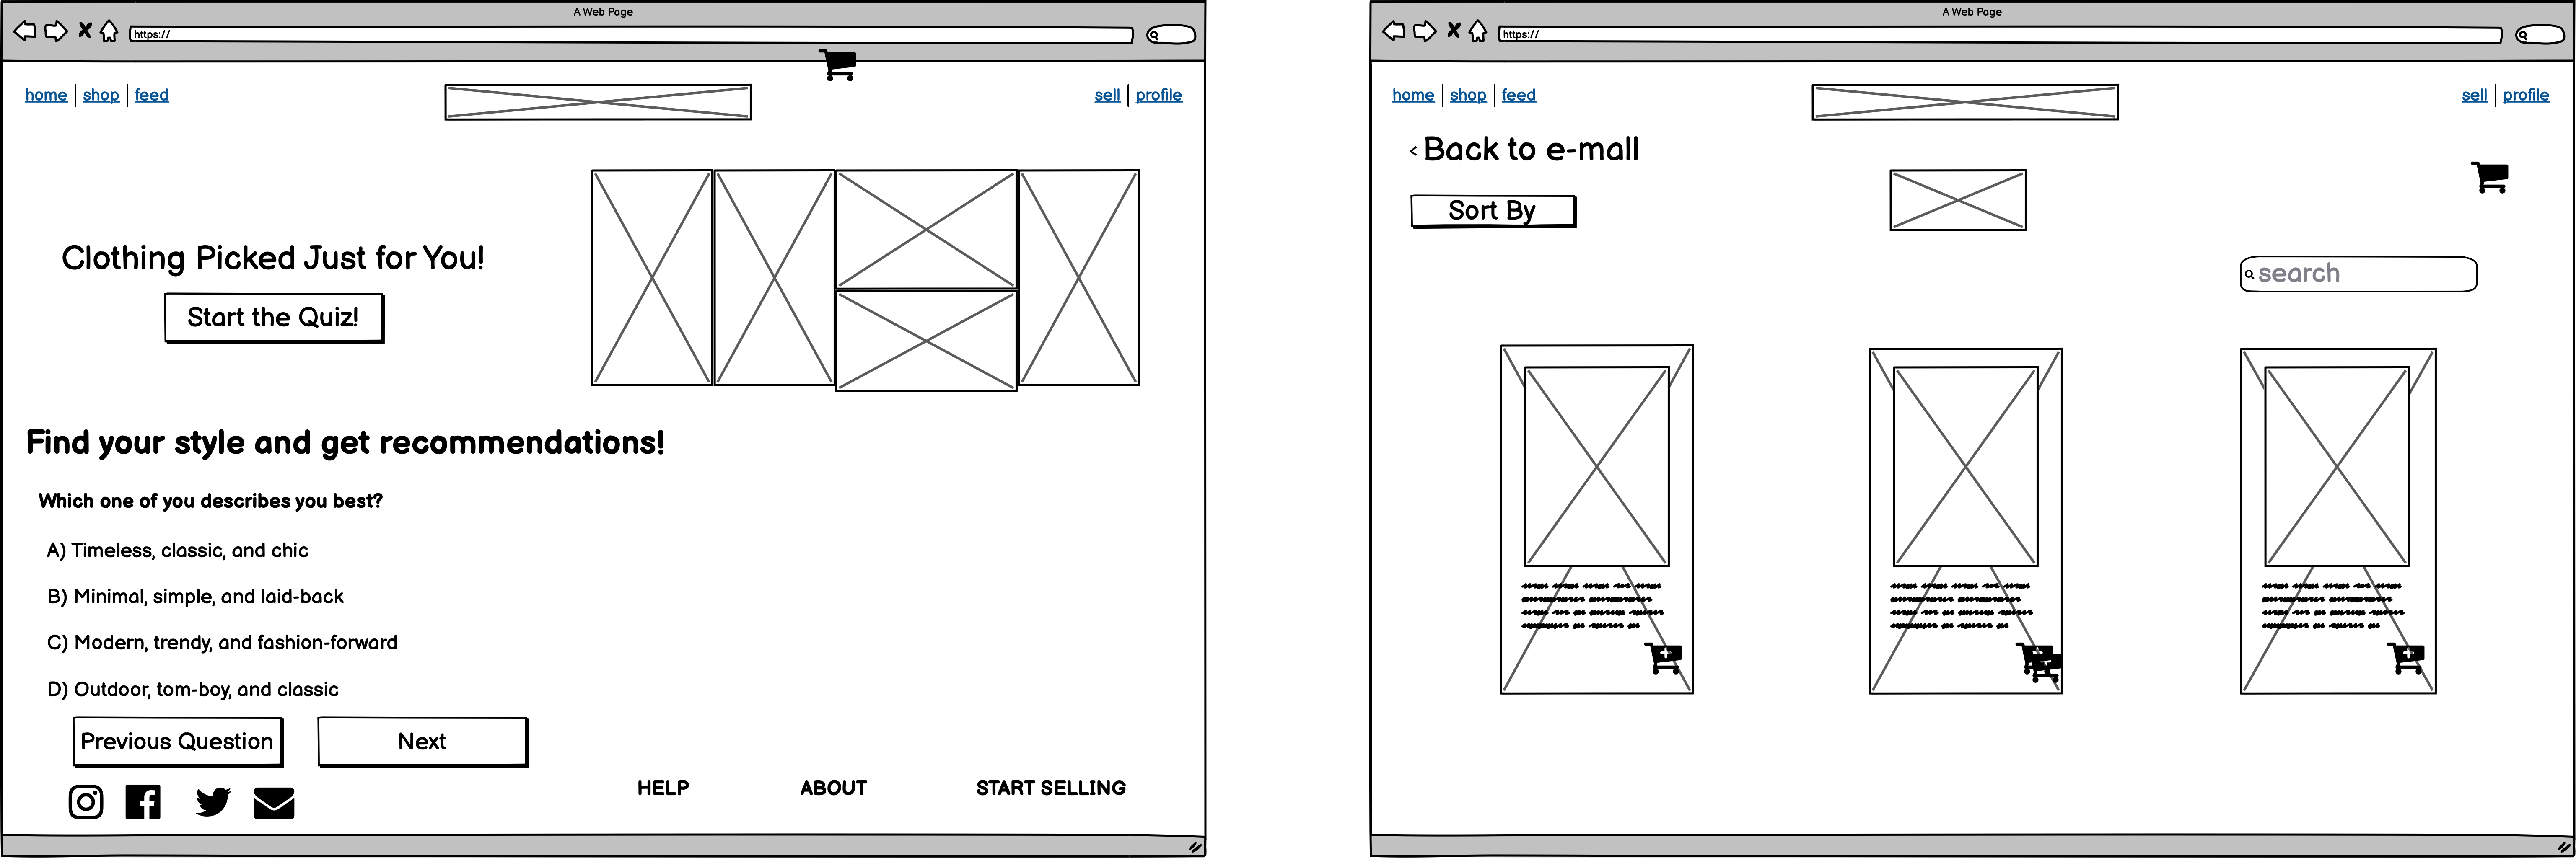 A Web Page
https://
home | shop | feed
sell | profile
Clothing Picked Just for You!
Start the Quiz!
Find your style and get recommendations!
Which one of you describes you best?
A) Timeless, classic, and chic
B) Minimal, simple, and laid-back
C) Modern, trendy, and fashion-forward
D) Outdoor, tom-boy, and classic
Previous Question
Next
HELP
ABOUT
START SELLING
A Web Page
https://
home | shop | feed
sell | profile
< Back to e-mall
Sort By
search